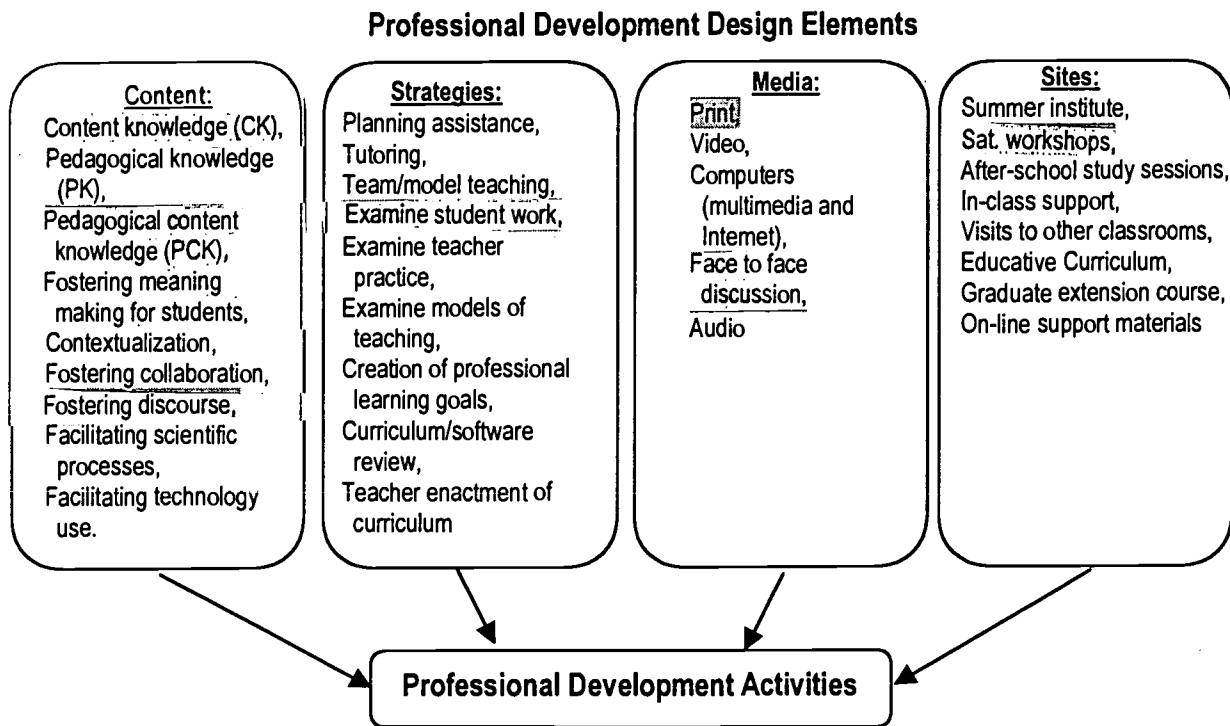 Professional Development Design Elements
Content:
Content knowledge (CK),
Pedagogical knowledge
(PK),
Pedagogical content
knowledge (PCK),
Fostering meaning
making for students,
Contextualization,
Fostering collaboration,
Fostering discourse,
Facilitating scientific
processes,
Facilitating technology
use.
Strategies:
Planning assistance,
Tutoring,
Team/model teaching,
Examine student work,
Examine teacher
practice,
Examine models of
teaching,
Creation of professional
learning goals,
Curriculum/software
review,
Teacher enactment of
curriculum
Media:
Print,
Video,
Computers
(multimedia and
Internet),
Face to face
discussion,
Audio
Sites:
Summer institute,
Sat. workshops,
After-school study sessions,
In-class support,
Visits to other classrooms,
Educative Curriculum,
Graduate extension course,
On-line support materials
Professional Development Activities